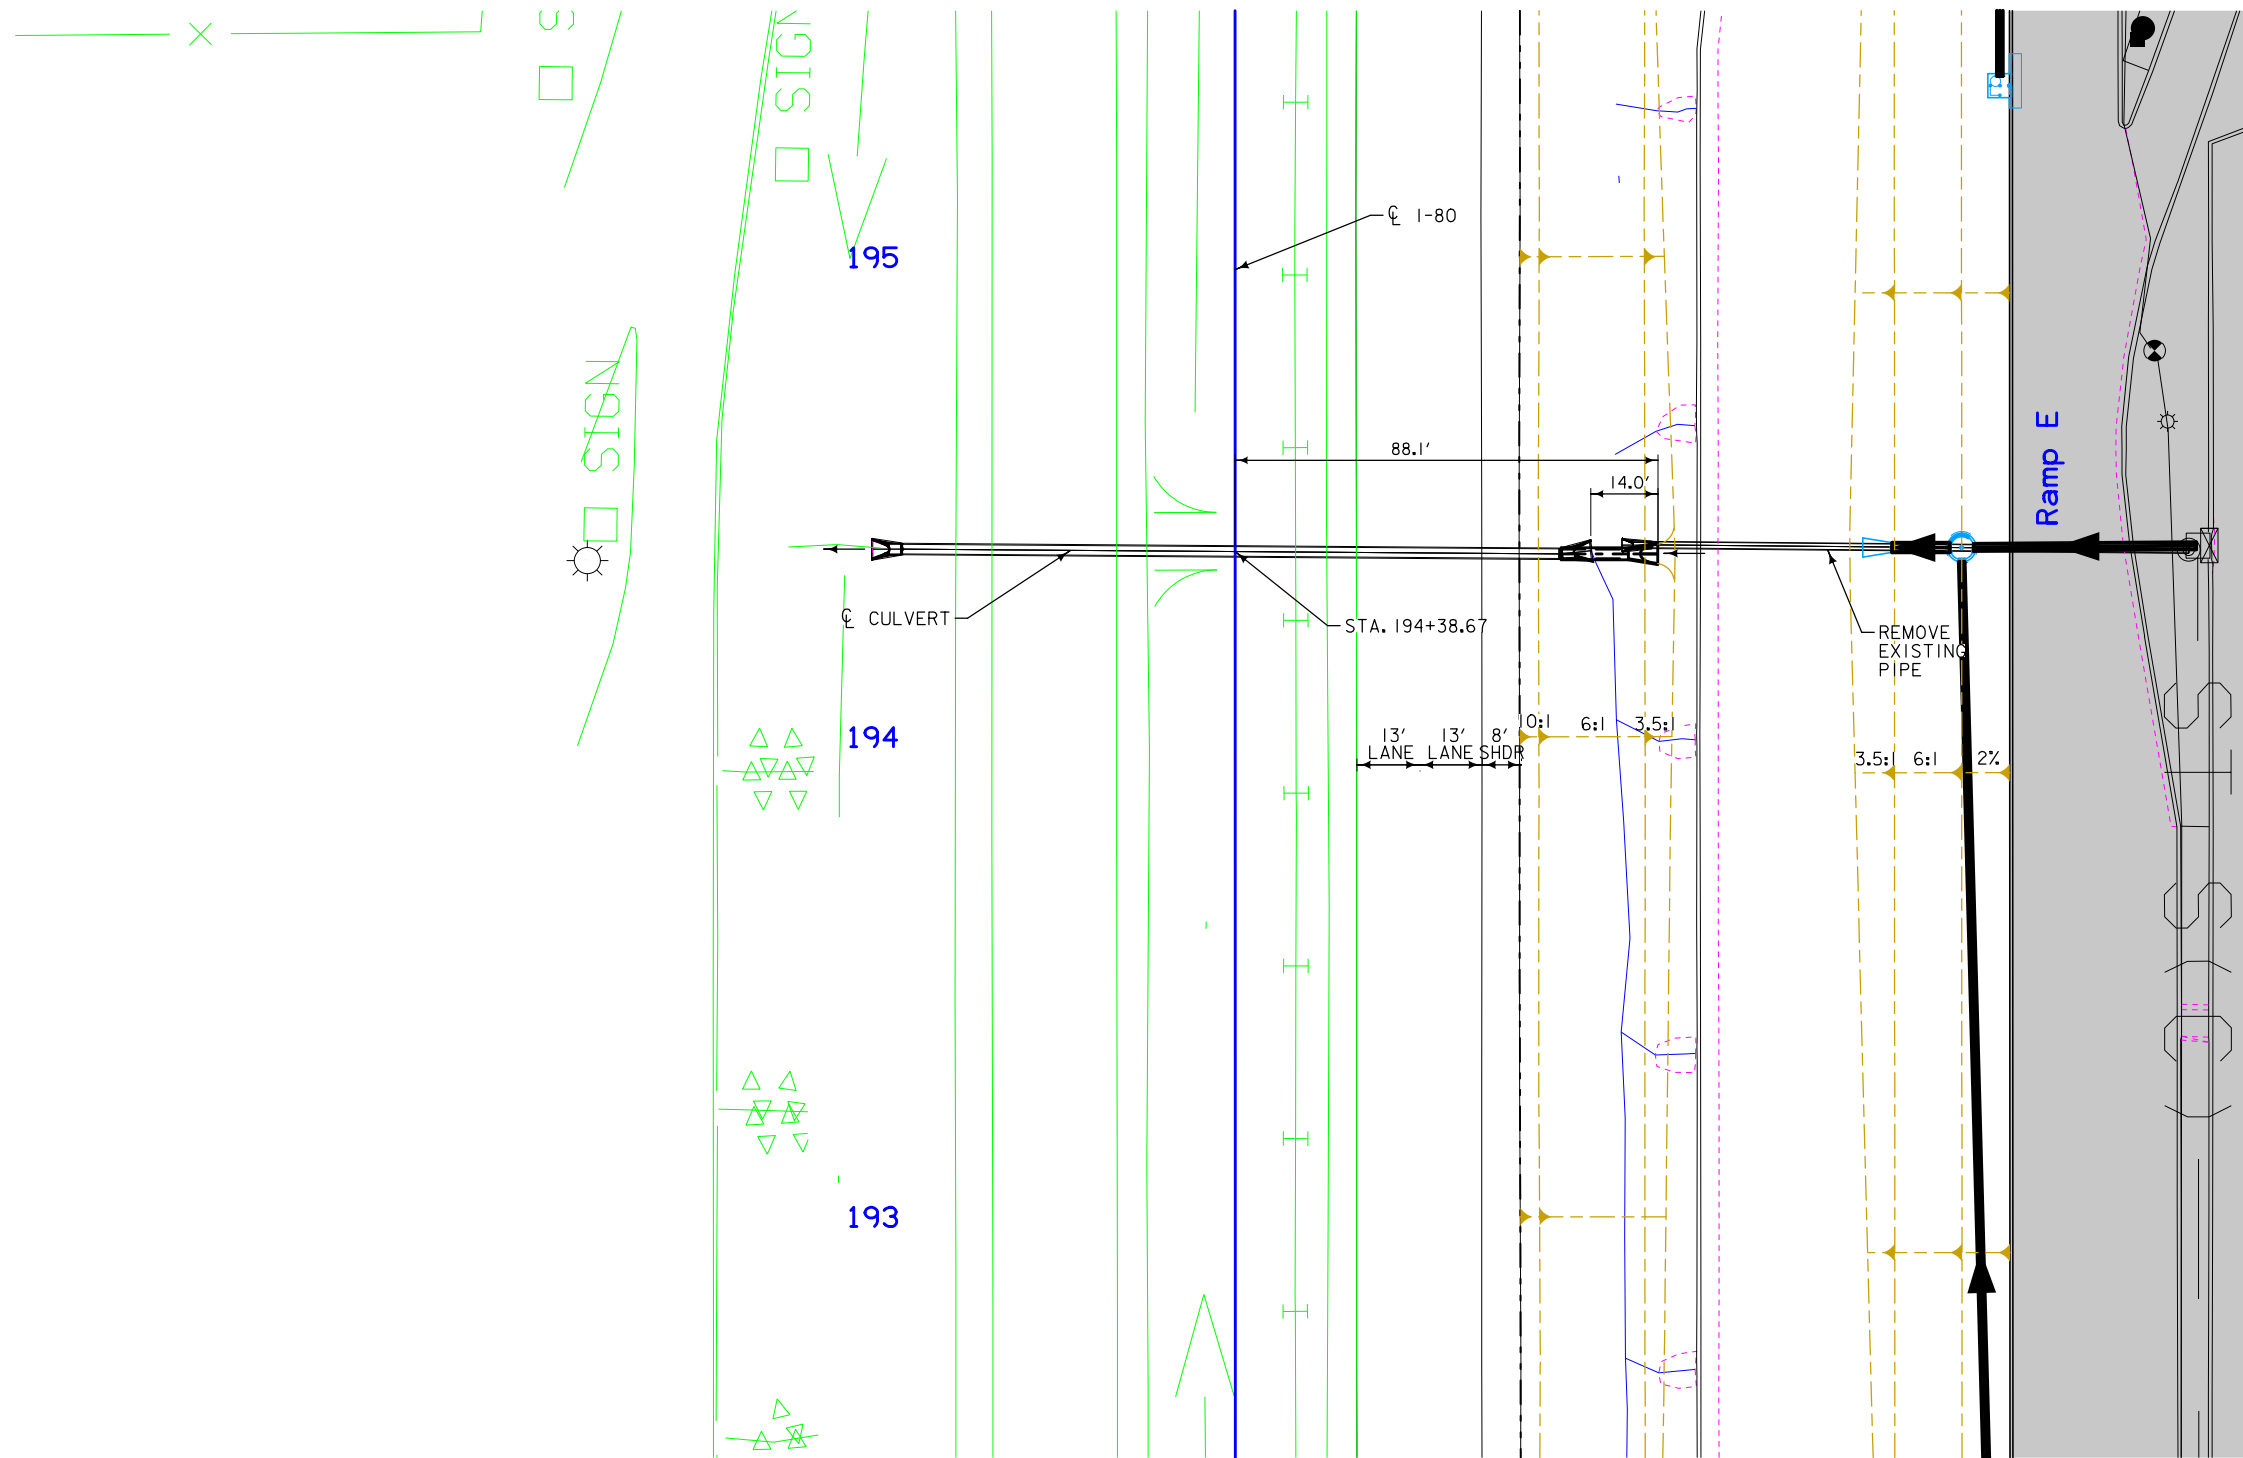 S
SIGN
℄ I-80
195
SIGN
Ramp E
88.1'
14.0'
℄ CULVERT
STA. 194+38.67
REMOVE
EXISTING
PIPE
194
10:1 6:1 3.5:1
13' 13' 8'
LANE LANE SHDR
3.5:1 6:1 2%
193